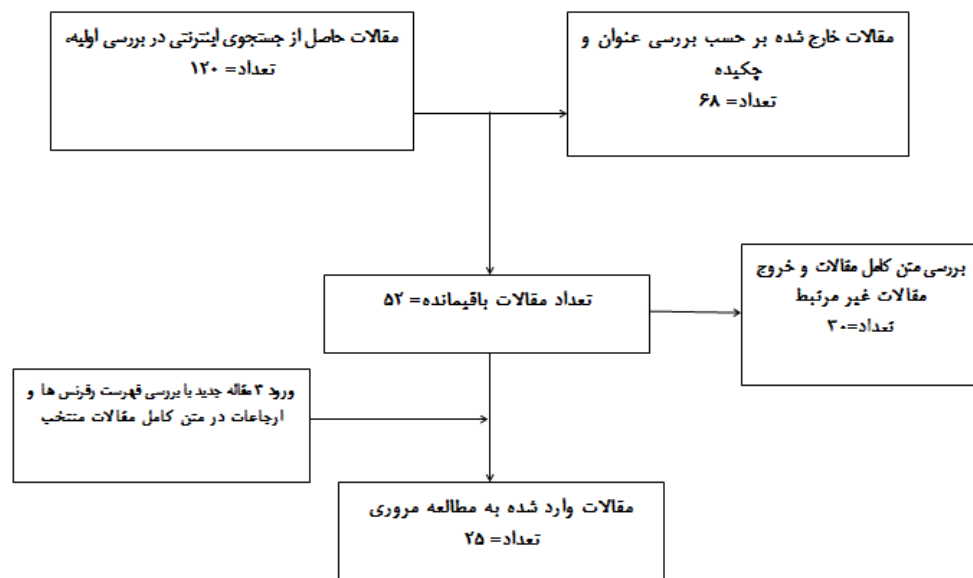 مقالات حاصل از جستجوی اینترنتی در بررسی اولیه،
تعداد= ۱۲۰
مقالات خارج شده بر حسب بررسی عنوان و
چکیده
تعداد= ۶۸
تعداد مقالات باقیمانده= ۵۲
بررسی متن کامل مقالات و خروج
مقالات غیر مرتبط
تعداد=۳۰
ورود ۳ مقاله جدید با بررسی فهرست رفرنس ها و
ارجاعات در متن کامل مقالات منتخب
مقالات وارد شده به مطالعه مروری
تعداد= ۲۵